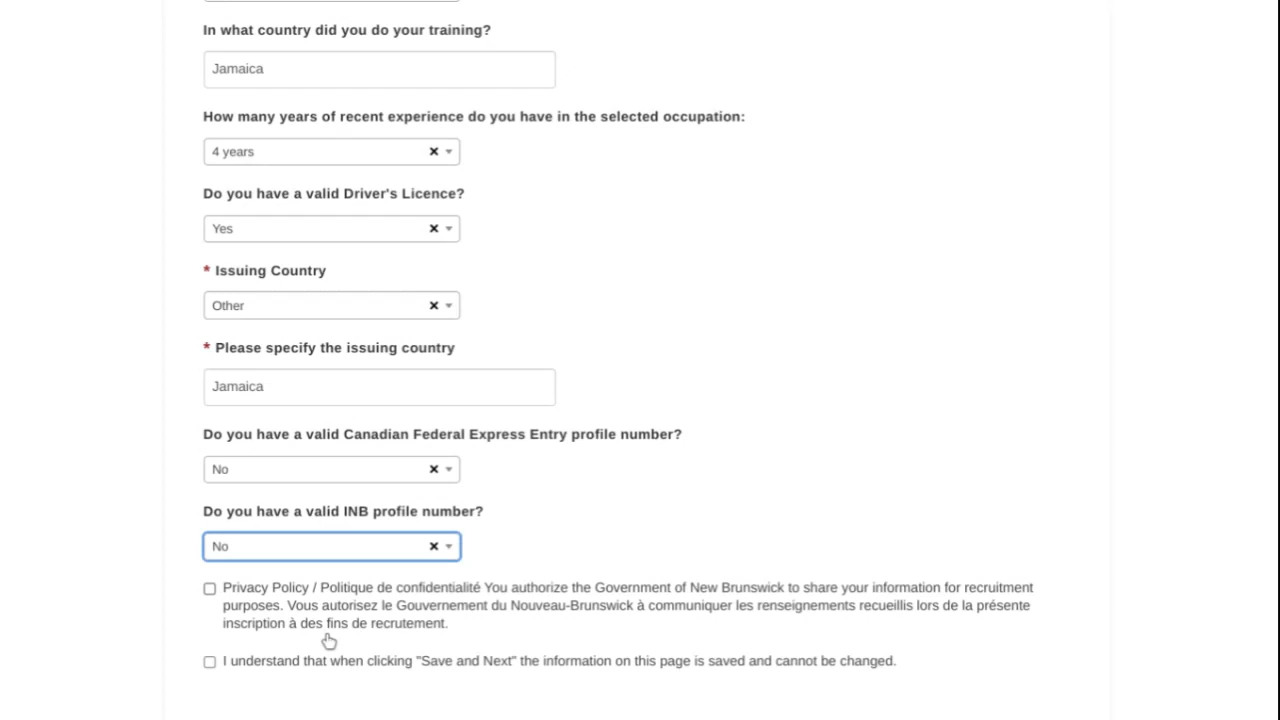 In what country did you do your training?
Jamaica
How many years of recent experience do you have in the selected occupation:
4 years
Do you have a valid Driver's Licence?
Yes
* Issuing Country
Other
* Please specify the issuing country
Jamaica
Do you have a valid Canadian Federal Express Entry profile number?
No
Do you have a valid INB profile number?
No
Privacy Policy / Politique de confidentialité You authorize the Government of New Brunswick to share your information for recruitment
purposes. Vous autorisez le Gouvernement du Nouveau-Brunswick à communiquer les renseignements recueillis lors de la présente
inscription à des fins de recrutement.
I understand that when clicking "Save and Next" the information on this page is saved and cannot be changed.